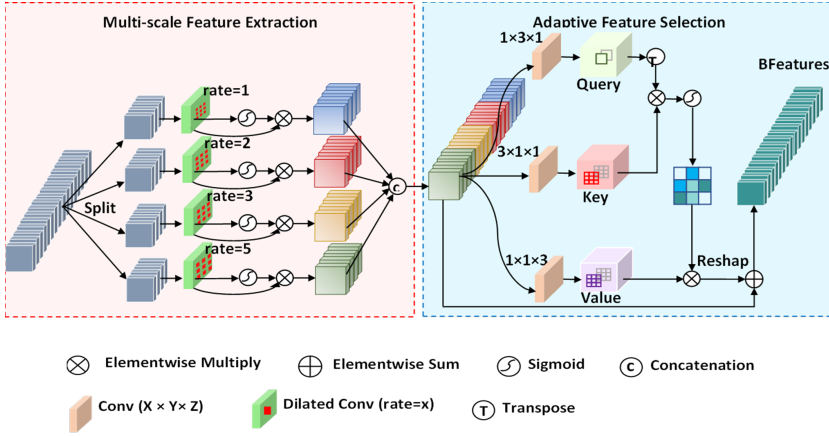 Multi-scale Feature Extraction
rate=1
rate=2
rate=3
rate=5
Split
C
Adaptive Feature Selection
1×3×1
Query
T
BFeatures
3×1×1
Key
1×1×3
Value
Reshap
Elementwise Multiply
Elementwise Sum
Sigmoid
C Concatenation
Conv (X × Y× Z)
Dilated Conv (rate=x)
T Transpose